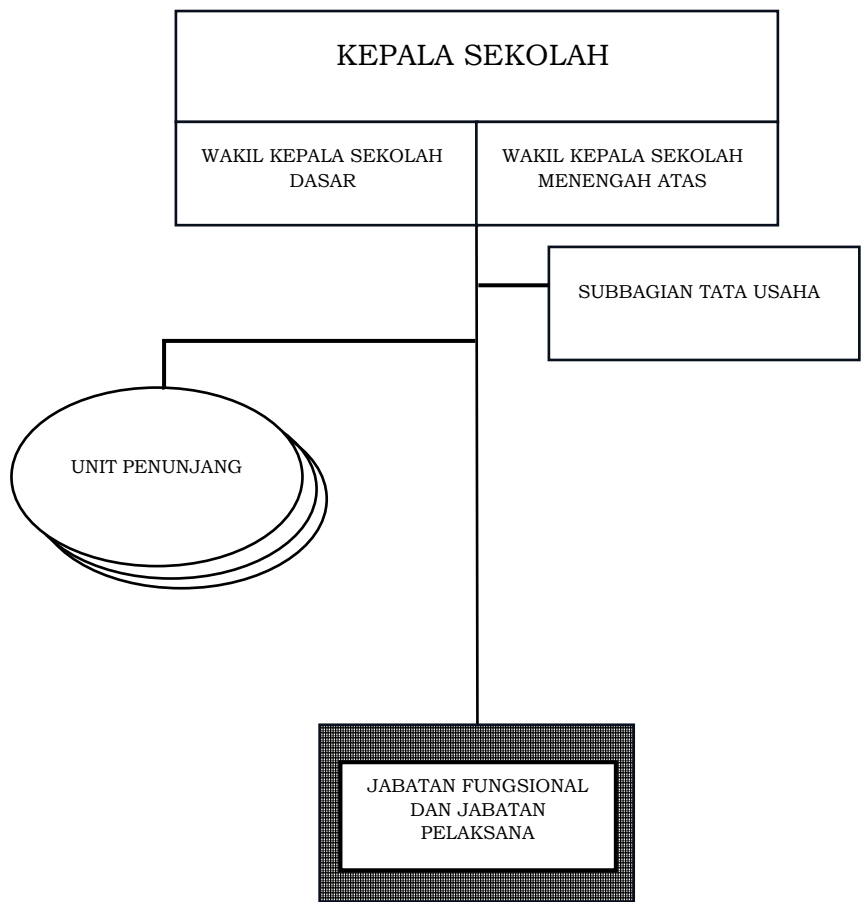 KEPALA SEKOLAH
WAKIL KEPALA SEKOLAH
DASAR
WAKIL KEPALA SEKOLAH
MENENGAH ATAS
SUBBAGIAN TATA USAHA
UNIT PENUNJANG
JABATAN FUNGSIONAL
DAN JABATAN
PELAKSANA